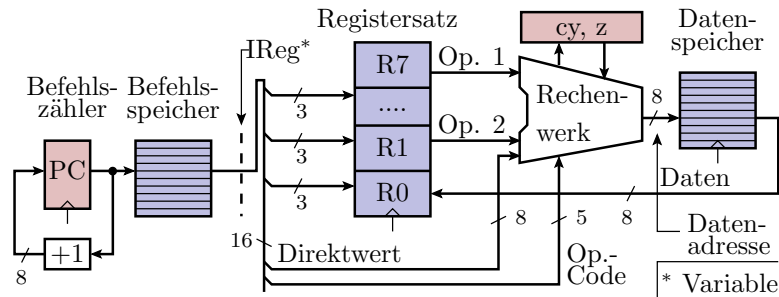 Registersatz
cy, z
Daten-
speicher
IReg*
Befehls-
zähler
Befehls-
speicher
R7
Op. 1
....
3
Rechen-
werk
8
PC
R1
Op. 2
3
R0
3
Daten
+1
8
16
Direktwert
8
5
8
Op.-
Code
Daten-
adresse
* Variable